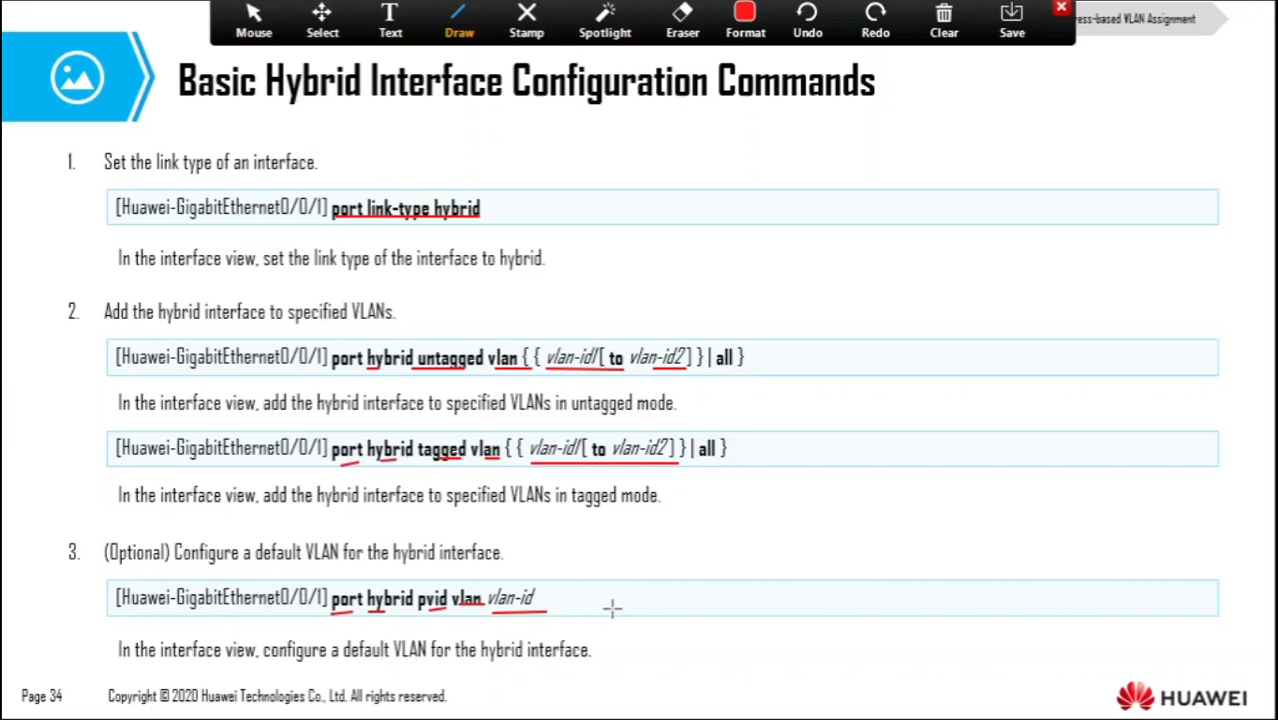 Mouse Select Text Draw Stamp Spotlight Eraser Format Undo Redo Clear Save
ess-based VLAN Assignment
Basic Hybrid Interface Configuration Commands
1. Set the link type of an interface.
[Huawei-GigabitEthernet0/0/1] port link-type hybrid
In the interface view, set the link type of the interface to hybrid.
2. Add the hybrid interface to specified VLANs.
[Huawei-GigabitEthernet0/0/1] port hybrid untagged vlan { { vlan-id1 [ to vlan-id2 ] } | all }
In the interface view, add the hybrid interface to specified VLANs in untagged mode.
[Huawei-GigabitEthernet0/0/1] port hybrid tagged vlan { { vlan-id1 [ to vlan-id2 ] } | all }
In the interface view, add the hybrid interface to specified VLANs in tagged mode.
3. (Optional) Configure a default VLAN for the hybrid interface.
[Huawei-GigabitEthernet0/0/1] port hybrid pvid vlan vlan-id
In the interface view, configure a default VLAN for the hybrid interface.
Page 34 Copyright © 2020 Huawei Technologies Co., Ltd. All rights reserved.
HUAWEI